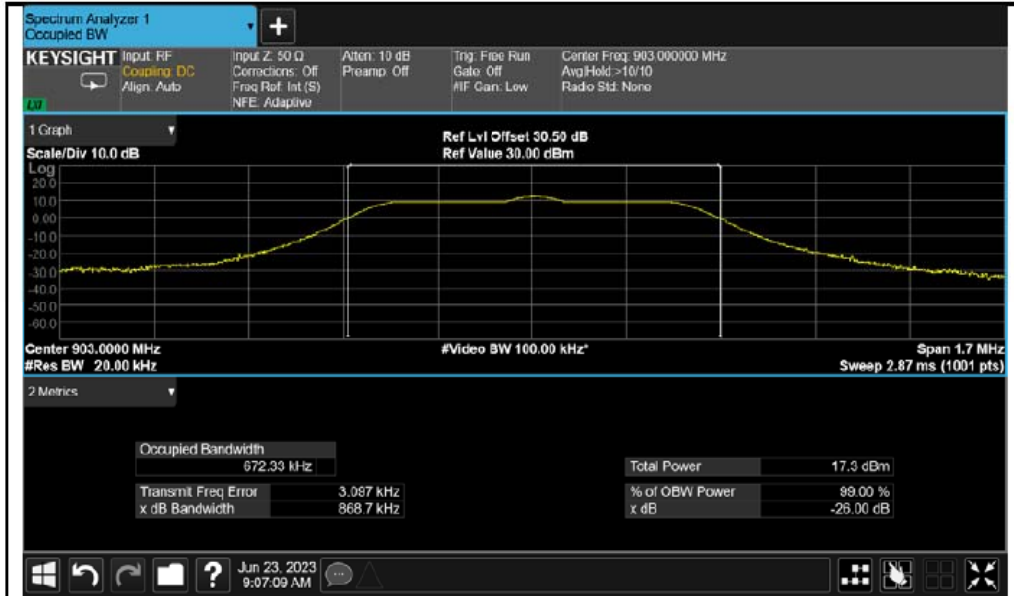 Spectrum Analyzer 1
Occupied BW
+
KEYSIGHT
Input: RF
Coupling: DC
Align: Auto
Input Z: 50 Ω
Corrections: Off
Freq Ref: Int (S)
NFE: Adaptive
Atten: 10 dB
Preamp: Off
Trig: Free Run
Gate: Off
#IF Gain: Low
Center Freq: 903.000000 MHz
Avg|Hold:>10/10
Radio Std: None
LXI
1 Graph
Scale/Div 10.0 dB
Ref Lvl Offset 30.50 dB
Ref Value 30.00 dBm
Log
20.0
10.0
0.00
-10.0
-20.0
-30.0
-40.0
-50.0
-60.0
Center 903.0000 MHz
#Res BW 20.00 kHz
#Video BW 100.00 kHz*
Span 1.7 MHz
Sweep 2.87 ms (1001 pts)
2 Metrics
Occupied Bandwidth
672.33 kHz
Transmit Freq Error 3.097 kHz
x dB Bandwidth 868.7 kHz
Total Power 17.3 dBm
% of OBW Power 99.00 %
x dB -26.00 dB
?
Jun 23, 2023
9:07:09 AM